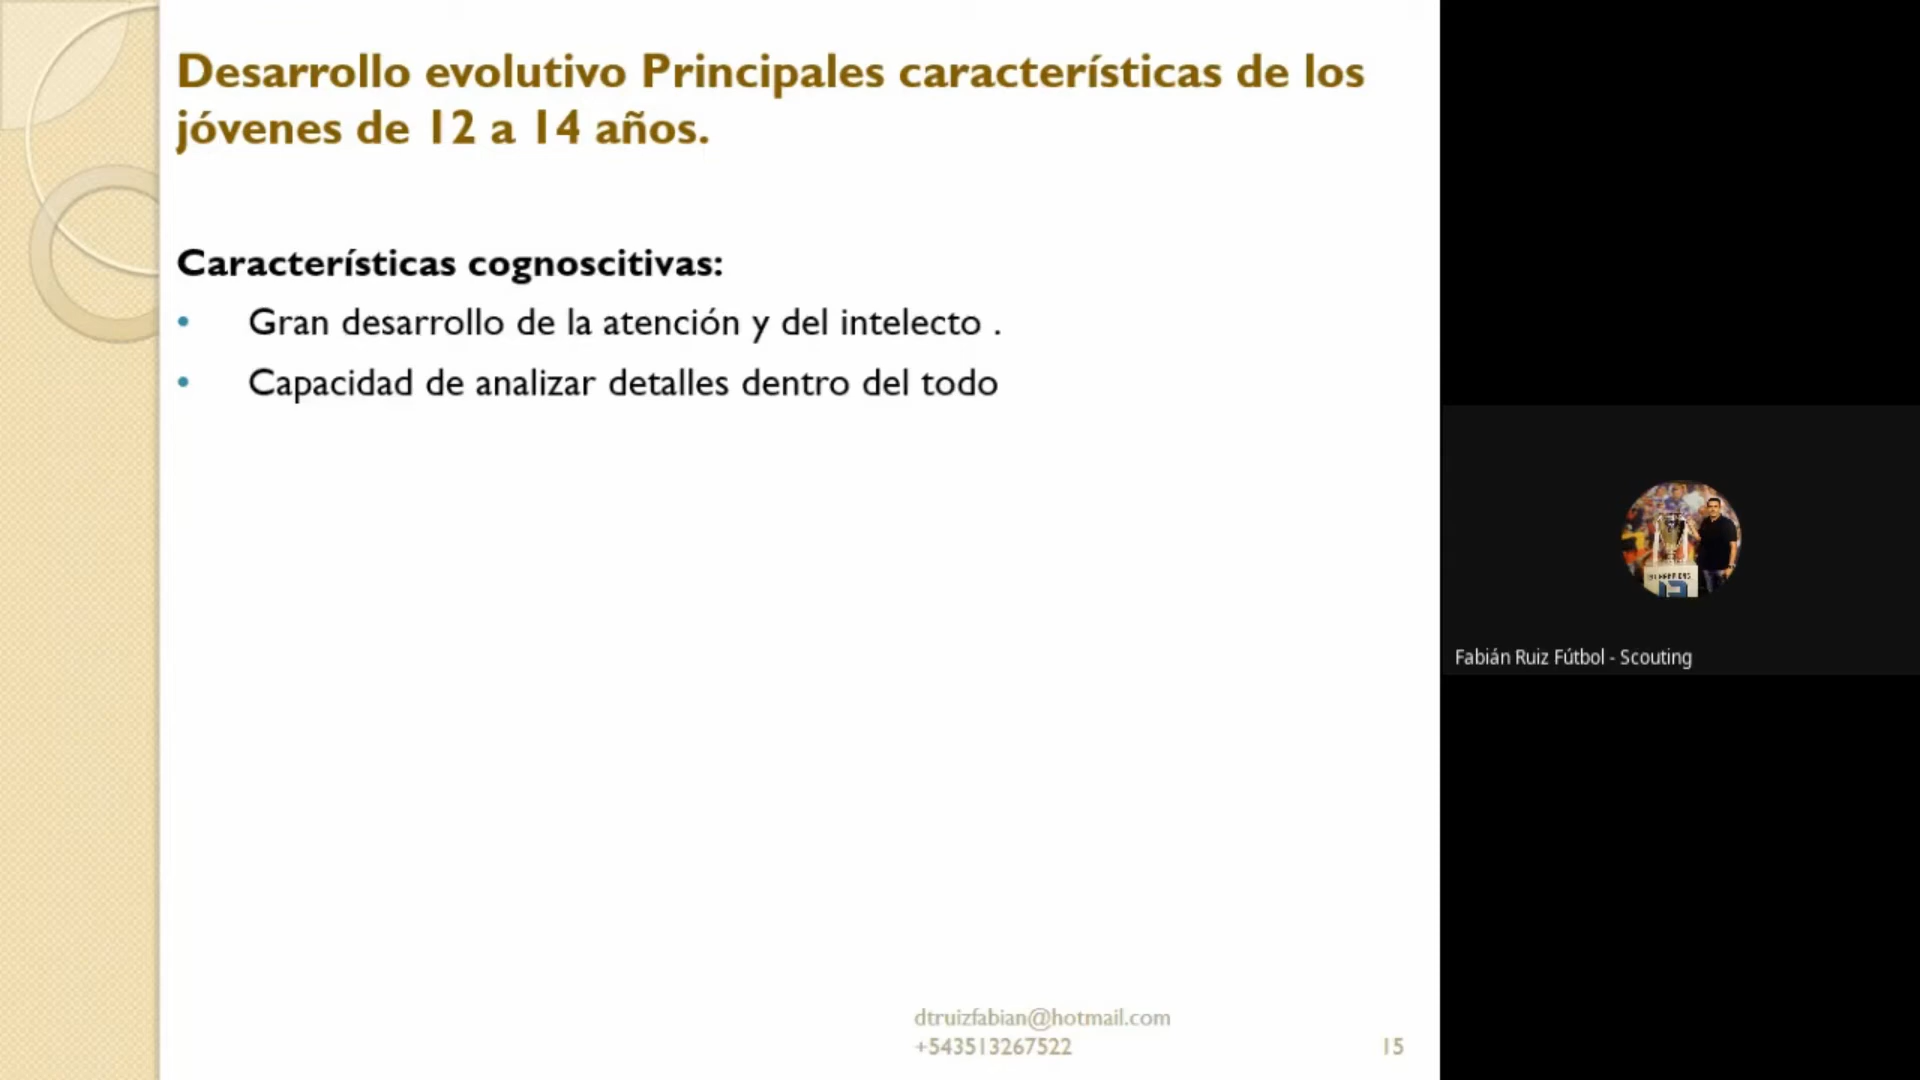 Desarrollo evolutivo Principales características de los
jóvenes de 12 a 14 años.
Características cognoscitivas:
• Gran desarrollo de la atención y del intelecto .
• Capacidad de analizar detalles dentro del todo
Fabián Ruiz Fútbol - Scouting
dtruizfabian@hotmail.com
+543513267522
15